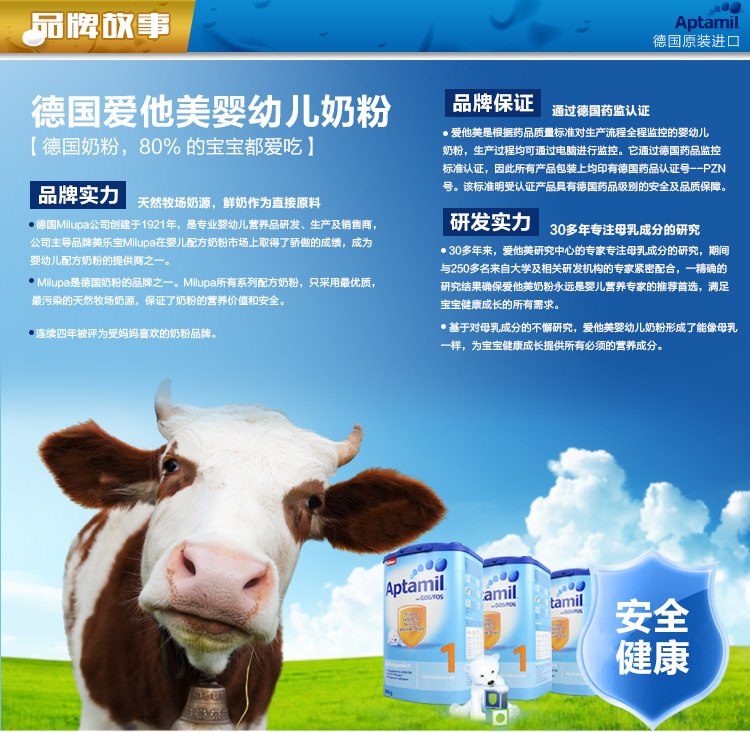 品牌故事
Aptamil
德国原装进口
德国爱他美婴幼儿奶粉
【 德国奶粉，80% 的宝宝都爱吃 】
品牌实力 天然牧场奶源，鲜奶作为直接原料
●德国Milupa公司创建于1921年，是专业婴幼儿营养品研发、生产及销售商，
公司主导品牌美乐宝Milupa在婴儿配方奶粉市场上取得了骄傲的成绩，成为
婴幼儿配方奶粉的提供商之一。
● Milupa是德国奶粉的品牌之一。Milupa所有系列配方奶粉，只采用最优质，
最污染的天然牧场奶源，保证了奶粉的营养价值和安全。
●连续四年被评为受妈妈喜欢的奶粉品牌。
品牌保证 通过德国药监认证
● 爱他美是根据药品质量标准对生产流程全程监控的婴幼儿
奶粉，生产过程均可通过电脑进行监控。它通过德国药品监控
标准认证，因此所有产品包装上均印有德国药品认证号--PZN
号。该标准明受认证产品具有德国药品级别的安全及品质保障。
研发实力 30多年专注母乳成分的研究
● 30多年来，爱他美研究中心的专家专注母乳成分的研究，期间
与250多名来自大学及相关研发机构的专家紧密配合，一精确的
研究结果确保爱他美奶粉永远是婴儿营养专家的推荐首选，满足
宝宝健康成长的所有需求。
● 基于对母乳成分的不懈研究，爱他美婴幼儿奶粉形成了能像母乳
一样，为宝宝健康成长提供所有必须的营养成分。
Aptamil
GOS/FOS
1
tamil
GOS/FOS
1
tamil
GOS/FOS
1
安全
健康